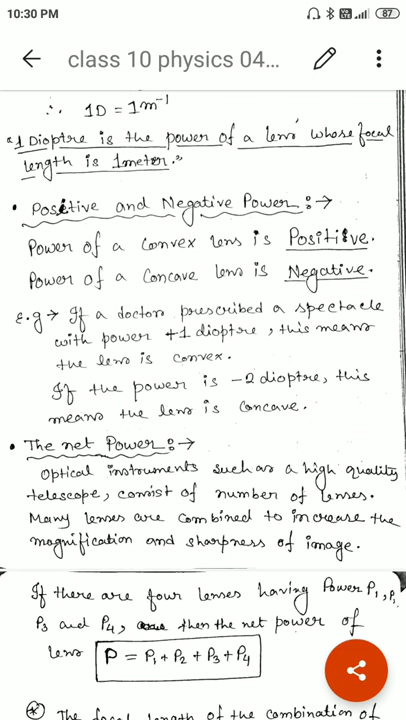 10:30 PM
Vo LTE
87
class 10 physics 04...
∴ 1D = 1m⁻¹
"1 Dioptre is the power of a lens whose focal
length is 1meter."
• Positive and Negative Power :→
Power of a convex lens is Positive.
Power of a concave lens is Negative.
E.g → If a doctor prescribed a spectacle
with power +1 dioptre, this means
the lens is convex.
If the power is -2 dioptre, this
means the lens is concave.
• The net Power :→
Optical instruments such as a high quality
telescope, consist of number of lenses.
Many lenses are combined to increase the
magnification and sharpness of image.
If there are four lenses having Power P₁, P
P₃ and P₄, then the net power of
lens P = P₁ + P₂ + P₃ + P₄
The focal length of the combination of